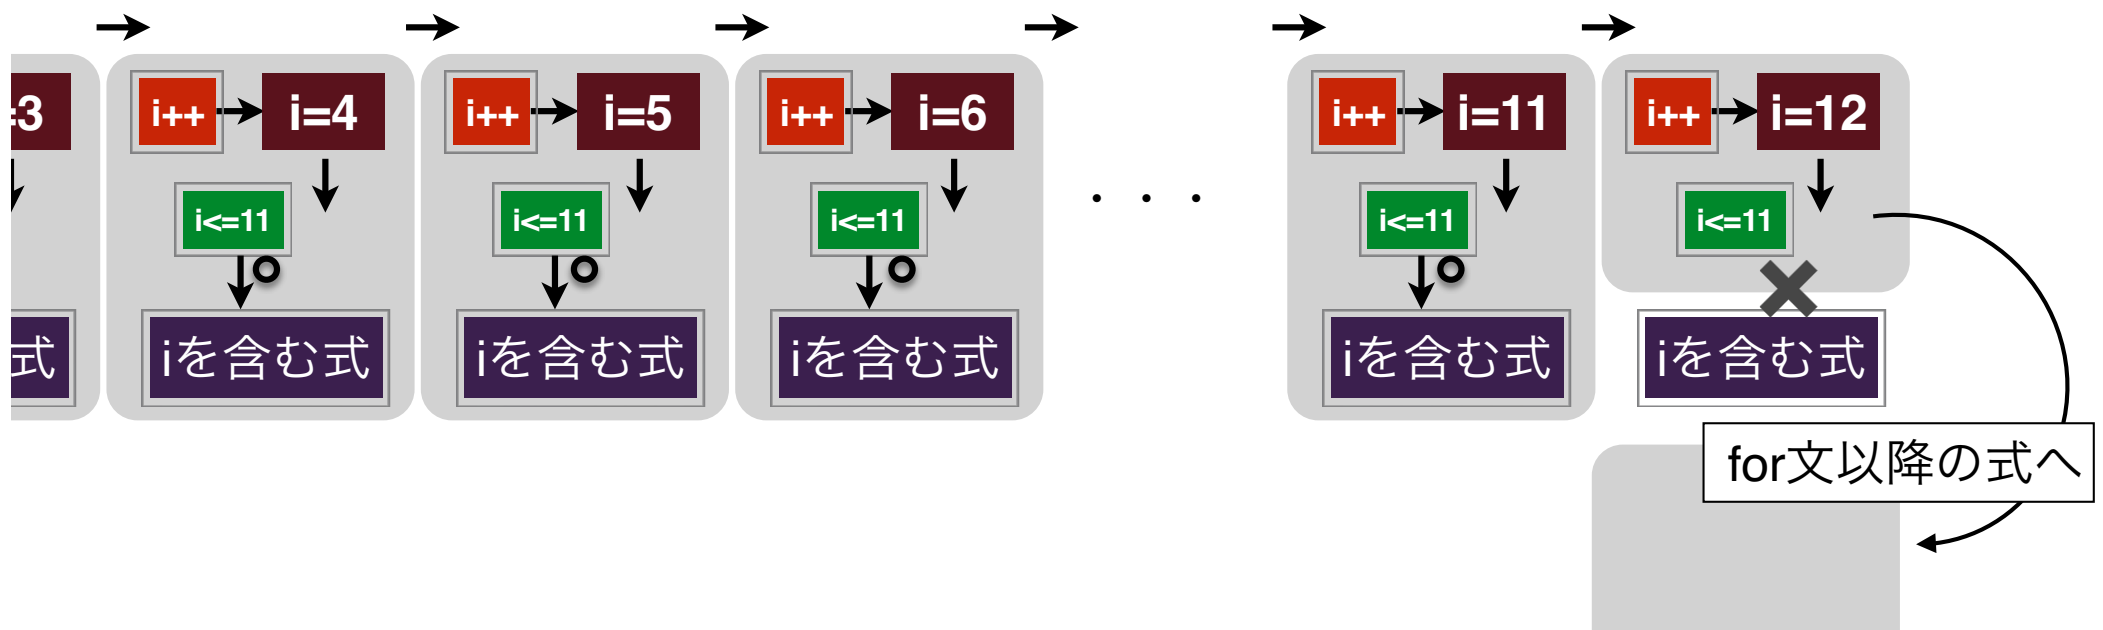 =3
i++
i=4
i++
i=5
i++
i=6
i++
i=11
i++
i=12
i<=11
i<=11
i<=11
. . .
i<=11
i<=11
式
iを含む式
iを含む式
iを含む式
iを含む式
iを含む式
for文以降の式へ